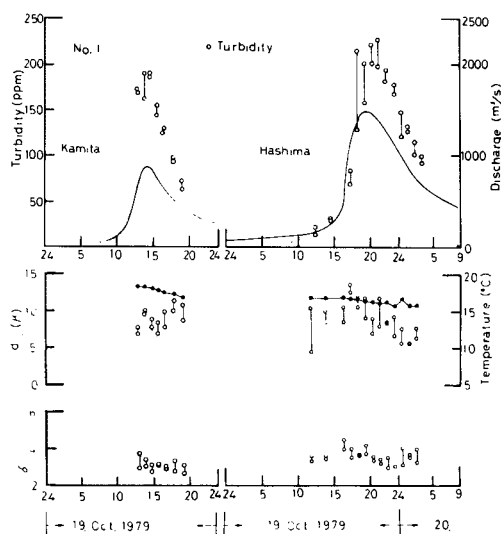 250
200
150
100
50
Turbidity (ppm)
No. 1
Kamita
Turbidity
Hashima
2500
2000
1000
0
Discharge (m³/s)
24 5 10 15 24
24 5 10 15 20 24 5 9
15
10
5
0
20
15
10
5
0
Temperature (°C)
2
24 5 10 15 20 24
24 5 10 15 20 24 5 9
19 Oct. 1979
19 Oct. 1979
20.